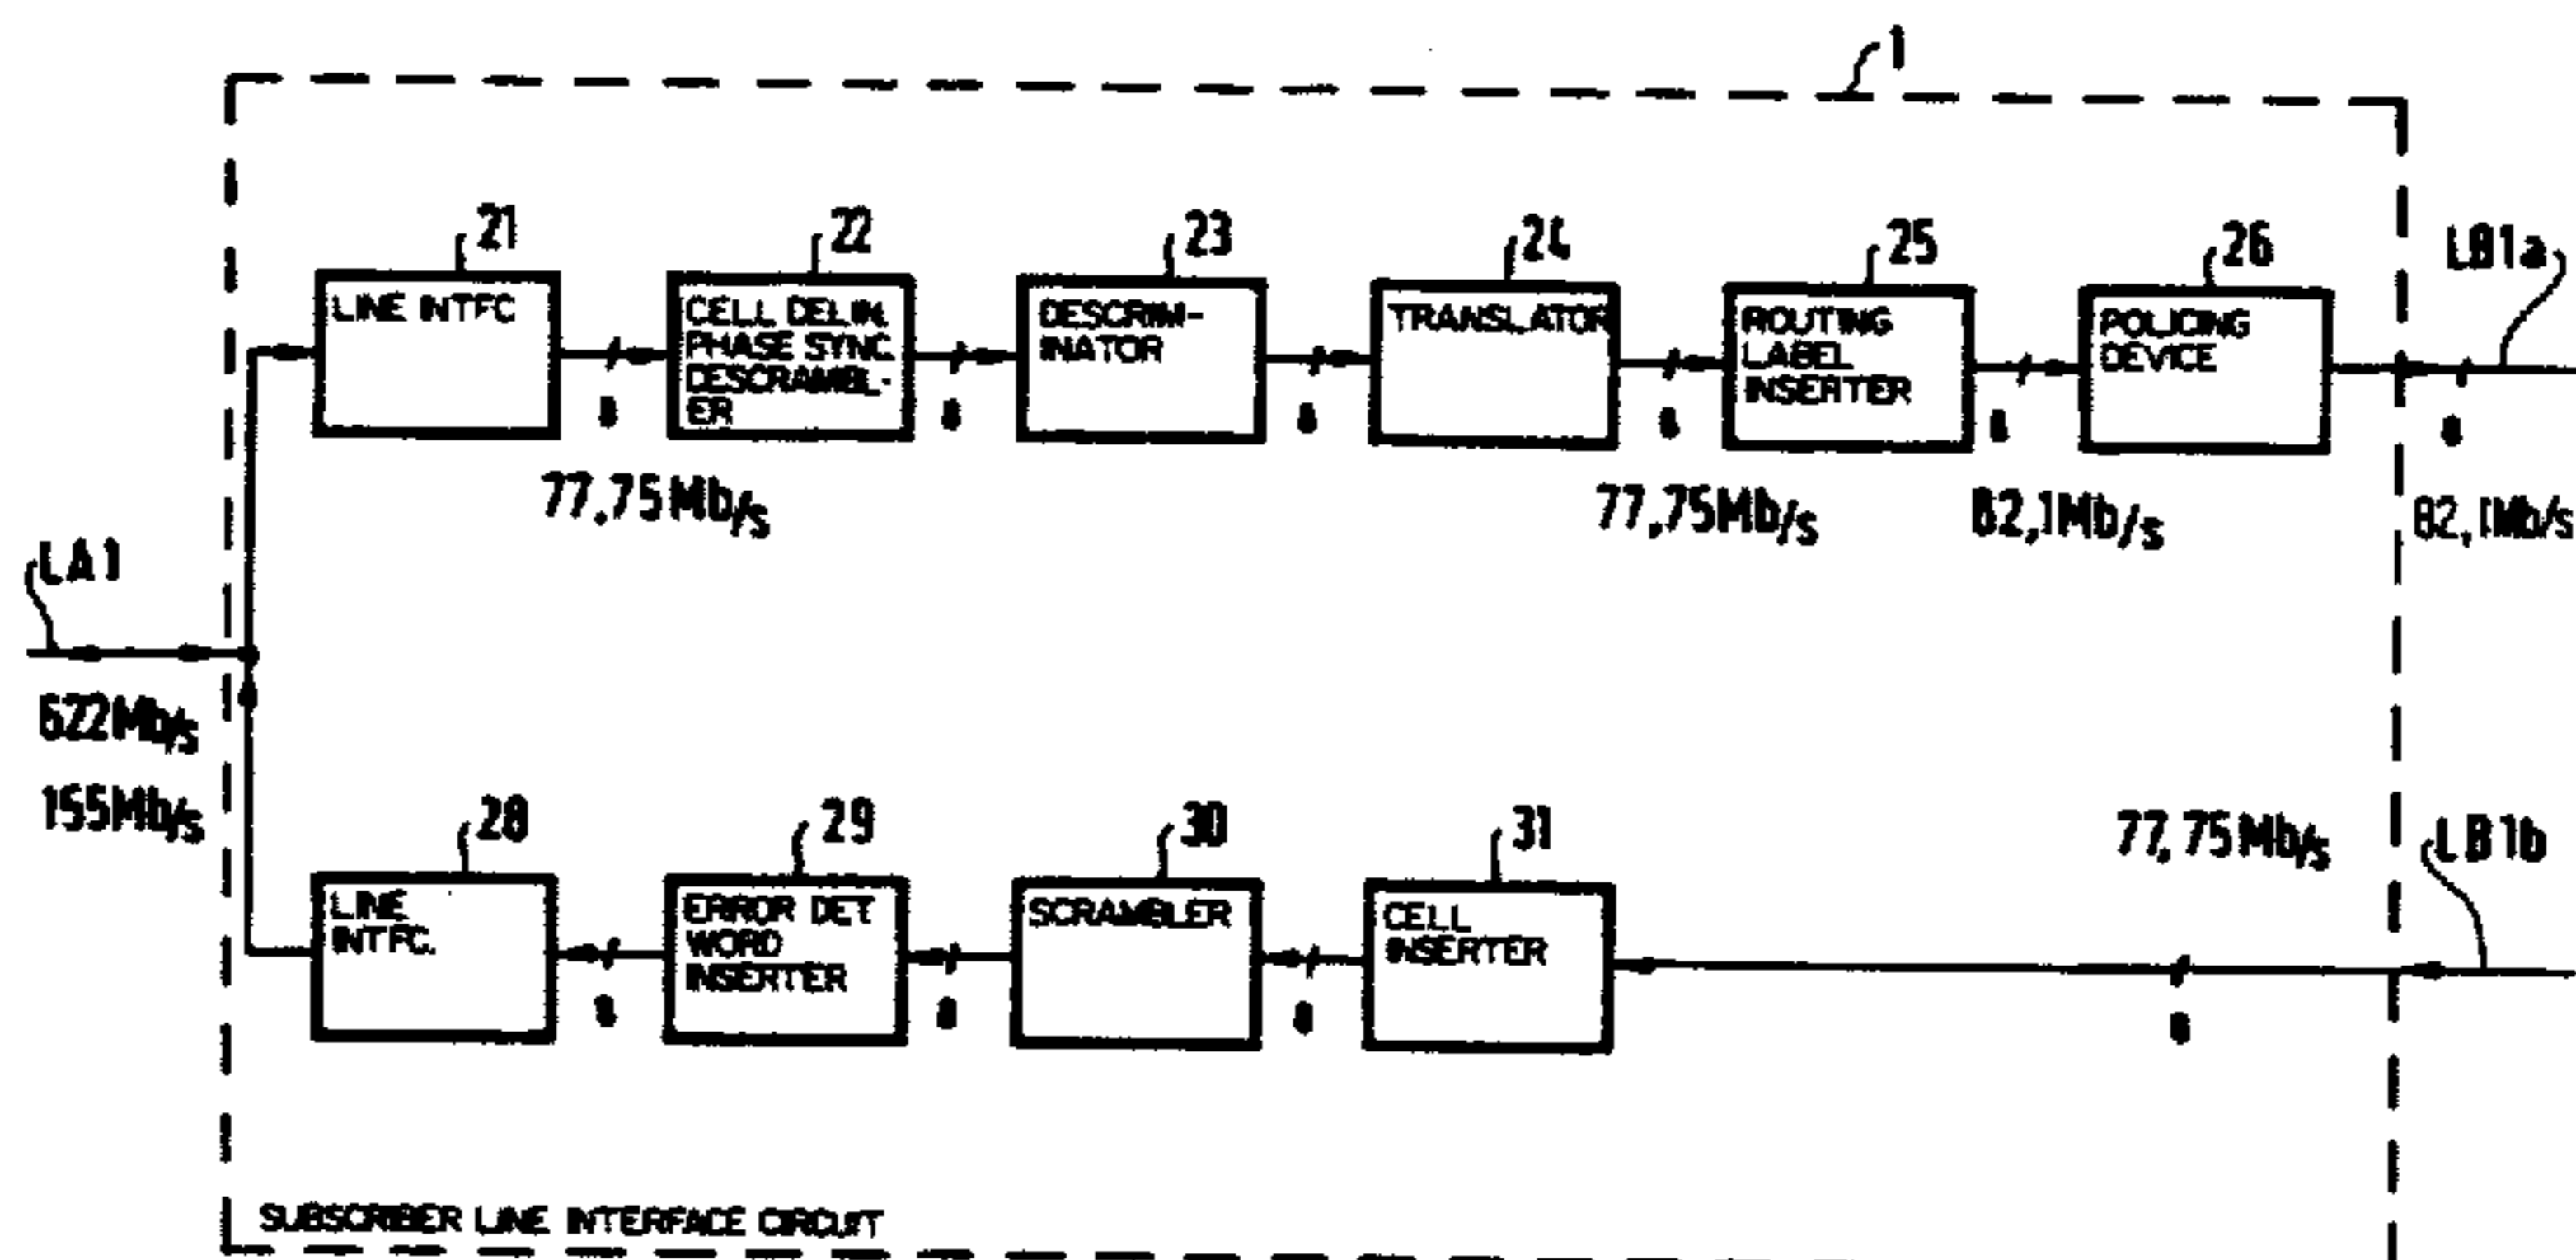 1
21
22
23
24
25
26
LB1a
LINE INTFC
CELL DELIN.
PHASE SYNC
DESCRAMBL-
ER
DESCRIM-
INATOR
TRANSLATOR
ROUTING
LABEL
INSERTER
POLICING
DEVICE
8
8
8
8
8
8
77,75Mb/s
77,75Mb/s
82,1Mb/s
82,1Mb/s
LA1
622Mb/s
155Mb/s
28
29
30
31
77,75Mb/s
LB1b
LINE
INTFC.
ERROR DET
WORD
INSERTER
SCRAMBLER
CELL
INSERTER
8
8
8
8
SUBSCRIBER LINE INTERFACE CIRCUIT